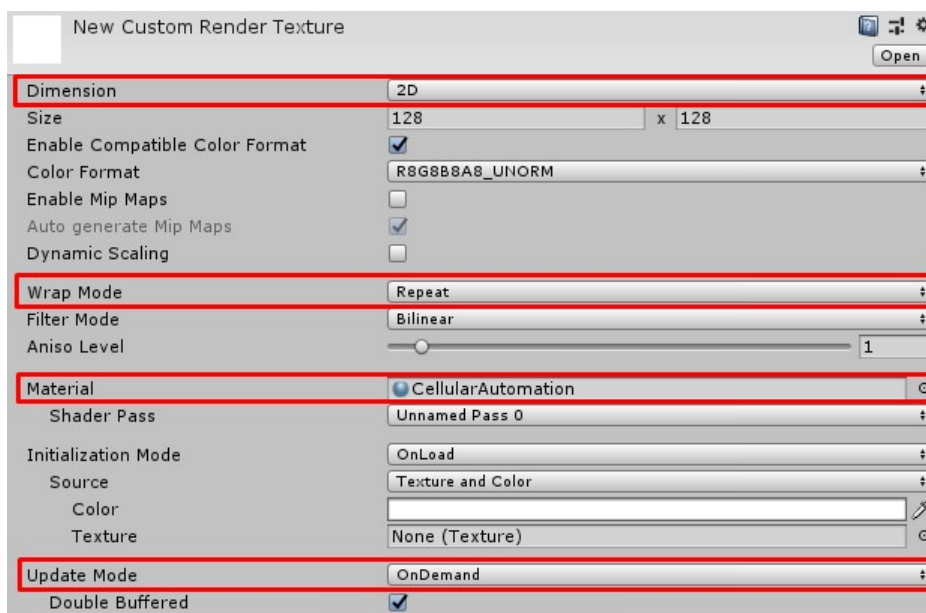 New Custom Render Texture
Open
Dimension 2D
Size 128 x 128
Enable Compatible Color Format
Color Format R8G8B8A8_UNORM
Enable Mip Maps
Auto generate Mip Maps
Dynamic Scaling
Wrap Mode Repeat
Filter Mode Bilinear
Aniso Level 1
Material CellularAutomation
Shader Pass Unnamed Pass 0
Initialization Mode OnLoad
Source Texture and Color
Color
Texture None (Texture)
Update Mode OnDemand
Double Buffered